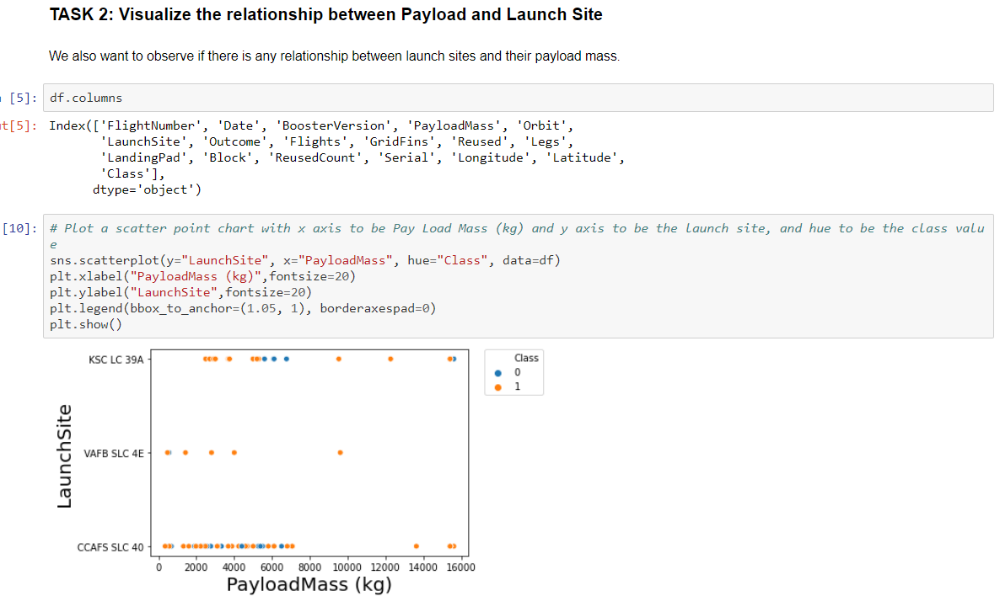 TASK 2: Visualize the relationship between Payload and Launch Site
We also want to observe if there is any relationship between launch sites and their payload mass.
[5]: df.columns
t[5]: Index(['FlightNumber', 'Date', 'BoosterVersion', 'PayloadMass', 'Orbit',
'LaunchSite', 'Outcome', 'Flights', 'GridFins', 'Reused', 'Legs',
'LandingPad', 'Block', 'ReusedCount', 'Serial', 'Longitude', 'Latitude',
'Class'],
dtype='object')
[10]: # Plot a scatter point chart with x axis to be Pay Load Mass (kg) and y axis to be the launch site, and hue to be the class valu
e
sns.scatterplot(y="LaunchSite", x="PayloadMass", hue="Class", data=df)
plt.xlabel("PayloadMass (kg)",fontsize=20)
plt.ylabel("LaunchSite",fontsize=20)
plt.legend(bbox_to_anchor=(1.05, 1), borderaxespad=0)
plt.show()
KSC LC 39A
VAFB SLC 4E
CCAFS SLC 40
LaunchSite
0 2000 4000 6000 8000 10000 12000 14000 16000
PayloadMass (kg)
Class
0
1